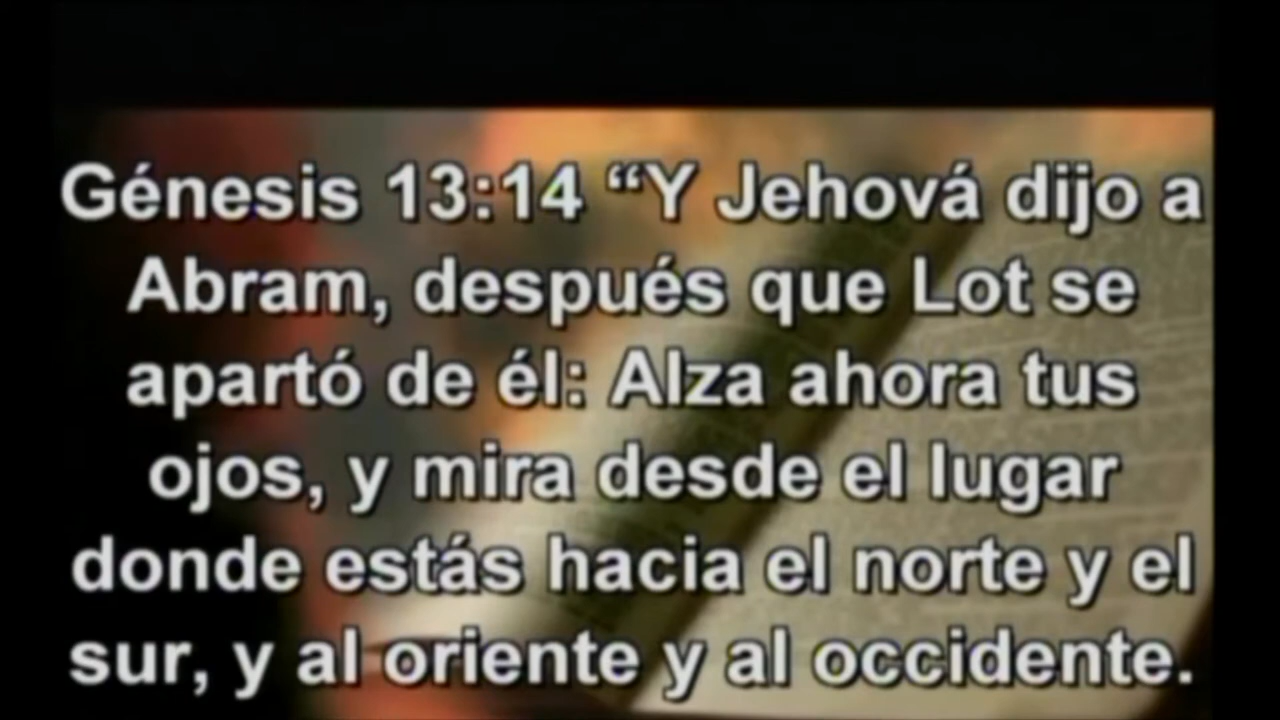 Génesis 13:14 “Y Jehová dijo a
Abram, después que Lot se
apartó de él: Alza ahora tus
ojos, y mira desde el lugar
donde estás hacia el norte y el
sur, y al oriente y al occidente.